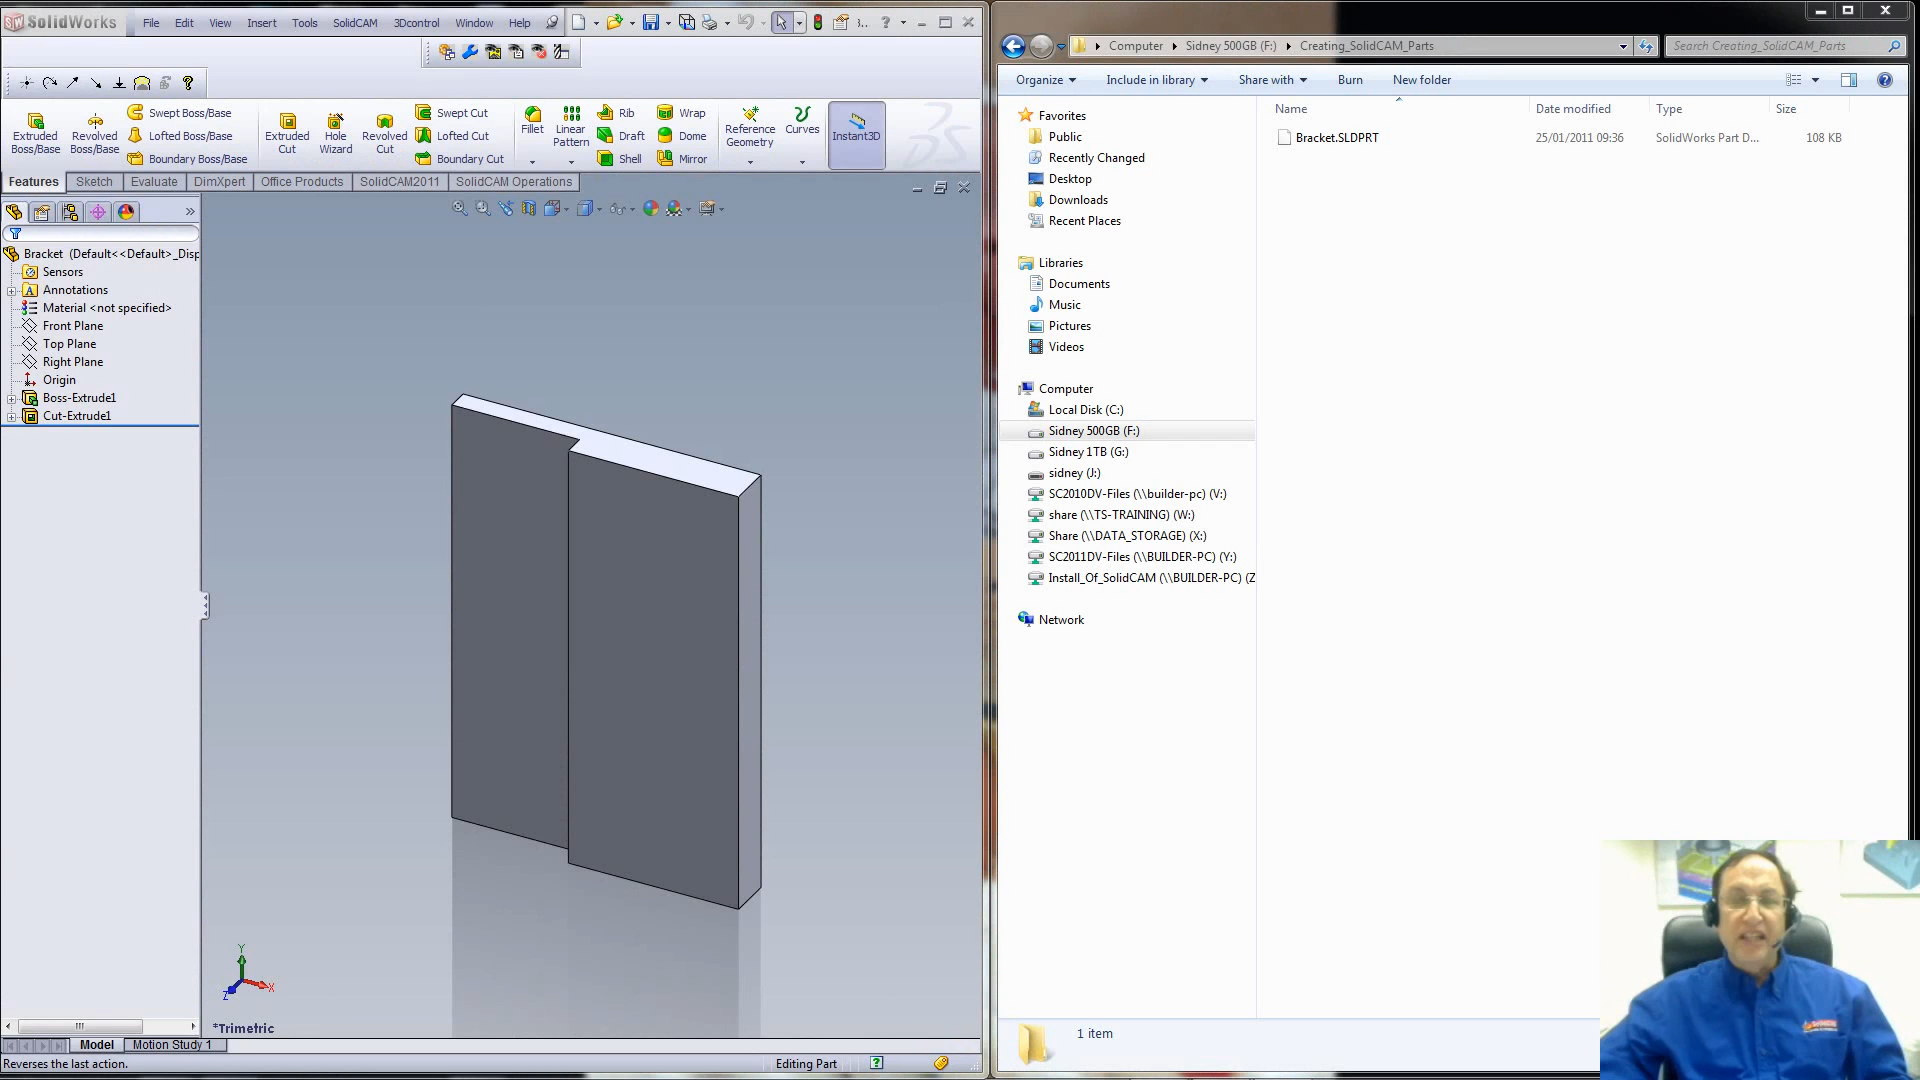 SolidWorks File Edit View Insert Tools SolidCAM 3Dcontrol Window Help
Extruded Boss/Base
Revolved Boss/Base
Swept Boss/Base
Lofted Boss/Base
Boundary Boss/Base
Extruded Cut
Hole Wizard
Revolved Cut
Swept Cut
Lofted Cut
Boundary Cut
Fillet
Linear Pattern
Rib
Draft
Shell
Wrap
Dome
Mirror
Reference Geometry
Curves
Instant3D
Features Sketch Evaluate DimXpert Office Products SolidCAM2011 SolidCAM Operations
Bracket (Default<<Default>_Disp
Sensors
Annotations
Material <not specified>
Front Plane
Top Plane
Right Plane
Origin
Boss-Extrude1
Cut-Extrude1
Y
X
Z
*Trimetric
Model Motion Study 1
Reverses the last action. Editing Part
Computer Sidney 500GB (F:) Creating_SolidCAM_Parts
Search Creating_SolidCAM_Parts
Organize Include in library Share with Burn New folder
Favorites
Public
Recently Changed
Desktop
Downloads
Recent Places
Libraries
Documents
Music
Pictures
Videos
Computer
Local Disk (C:)
Sidney 500GB (F:)
Sidney 1TB (G:)
sidney (J:)
SC2010DV-Files (\\builder-pc) (V:)
share (\\TS-TRAINING) (W:)
Share (\\DATA_STORAGE) (X:)
SC2011DV-Files (\\BUILDER-PC) (Y:)
Install_Of_SolidCAM (\\BUILDER-PC) (Z
Network
Name Date modified Type Size
Bracket.SLDPRT 25/01/2011 09:36 SolidWorks Part D... 108 KB
1 item